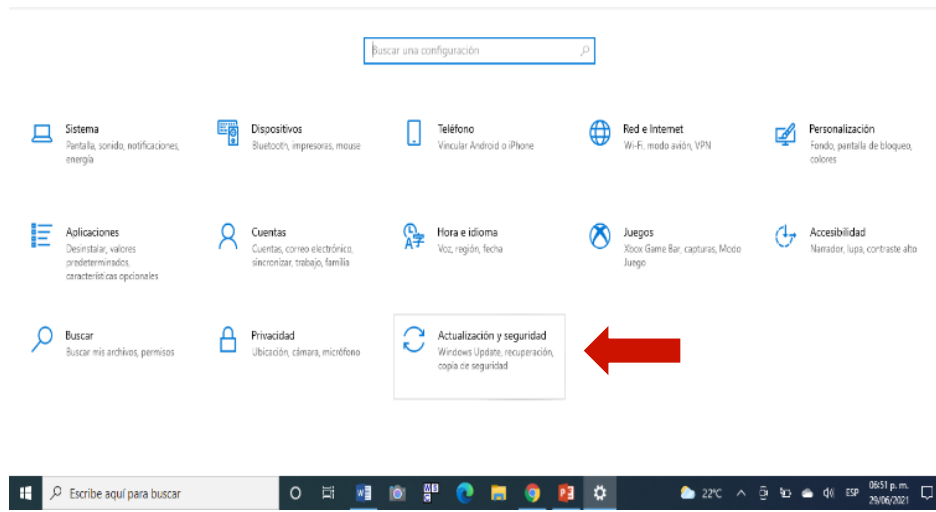 Buscar una configuración
Sistema
Pantalla, sonido, notificaciones,
energía
Dispositivos
Bluetooth, impresoras, mouse
Teléfono
Vincular Android o iPhone
Red e Internet
Wi-Fi, modo avión, VPN
Personalización
Fondo, pantalla de bloqueo,
colores
Aplicaciones
Desinstalar, valores
predeterminados,
características opcionales
Cuentas
Cuentas, correo electrónico,
sincronizar, trabajo, familia
Hora e idioma
Voz, región, fecha
Juegos
Xbox Game Bar, capturas, Modo
Juego
Accesibilidad
Narrador, lupa, contraste alto
Buscar
Buscar mis archivos, permisos
Privacidad
Ubicación, cámara, micrófono
Actualización y seguridad
Windows Update, recuperación,
copia de seguridad
Escribe aquí para buscar
22°C
ESP
06:51 p. m.
29/06/2021